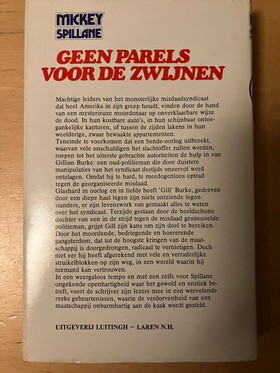 MICKEY
SPILLANE
GEEN PARELS
VOOR DE ZWIJNEN
Machtige leiders van het monsterlijke misdaadsyndicaat
dat heel Amerika in zijn greep houdt, vinden door de hand
van een mysterieuze moordenaar op onverklaarbare wijze
de dood. In hun kostbare auto's, in hun schijnbaar ontoe-
gankelijke kantoren, of tussen de zijden lakens in hun
weelderige, zwaar bewaakte appartementen.
Teneinde te voorkomen dat een bende-oorlog uitbreekt,
waarvan vele onschuldigen het slachtoffer zullen worden,
roepen tot het uiterste gebrachte autoriteiten de hulp in van
Gillian Burke: een oud-politieman die door duistere
manipulaties van het syndicaat destijds oneervol werd
ontslagen. Omdat hij te hard, te meedogenloos optrad
tegen de georganiseerde misdaad.
Glashard in oorlog en in liefde heeft 'Gill' Burke, gedreven
door een diepe haat tegen zijn niets ontziende tegen-
standers, er zijn levenswerk van gemaakt alles te weten
over het syndicaat. Terzijde gestaan door de beeldschone
dochter van een in de strijd tegen de misdaad gesneuvelde
politieman, grijpt Gill zijn kans om zijn doel te bereiken.
Door het moordende, bedreigende en hoererende
gangsterdom, dat tot de hoogste kringen van de maat-
schappij is doorgedrongen, radicaal te vernietigen. Doch
niet eer hij heeft afgerekend met vele en verraderlijke
struikelblokken op zijn weg, in een wereld waarin hij
niemand kan vertrouwen.
In een weergaloos tempo en met een zelfs voor Spillane
ongekende openhartigheid waar het geweld en erotiek be-
treft, voert de schrijver zijn lezers mee in een wervelende
reeks gebeurtenissen, waarin de verdorvenheid van een
maatschappij onbarmhartig aan de kaak wordt gesteld.
UITGEVERIJ LUITINGH – LAREN N.H.